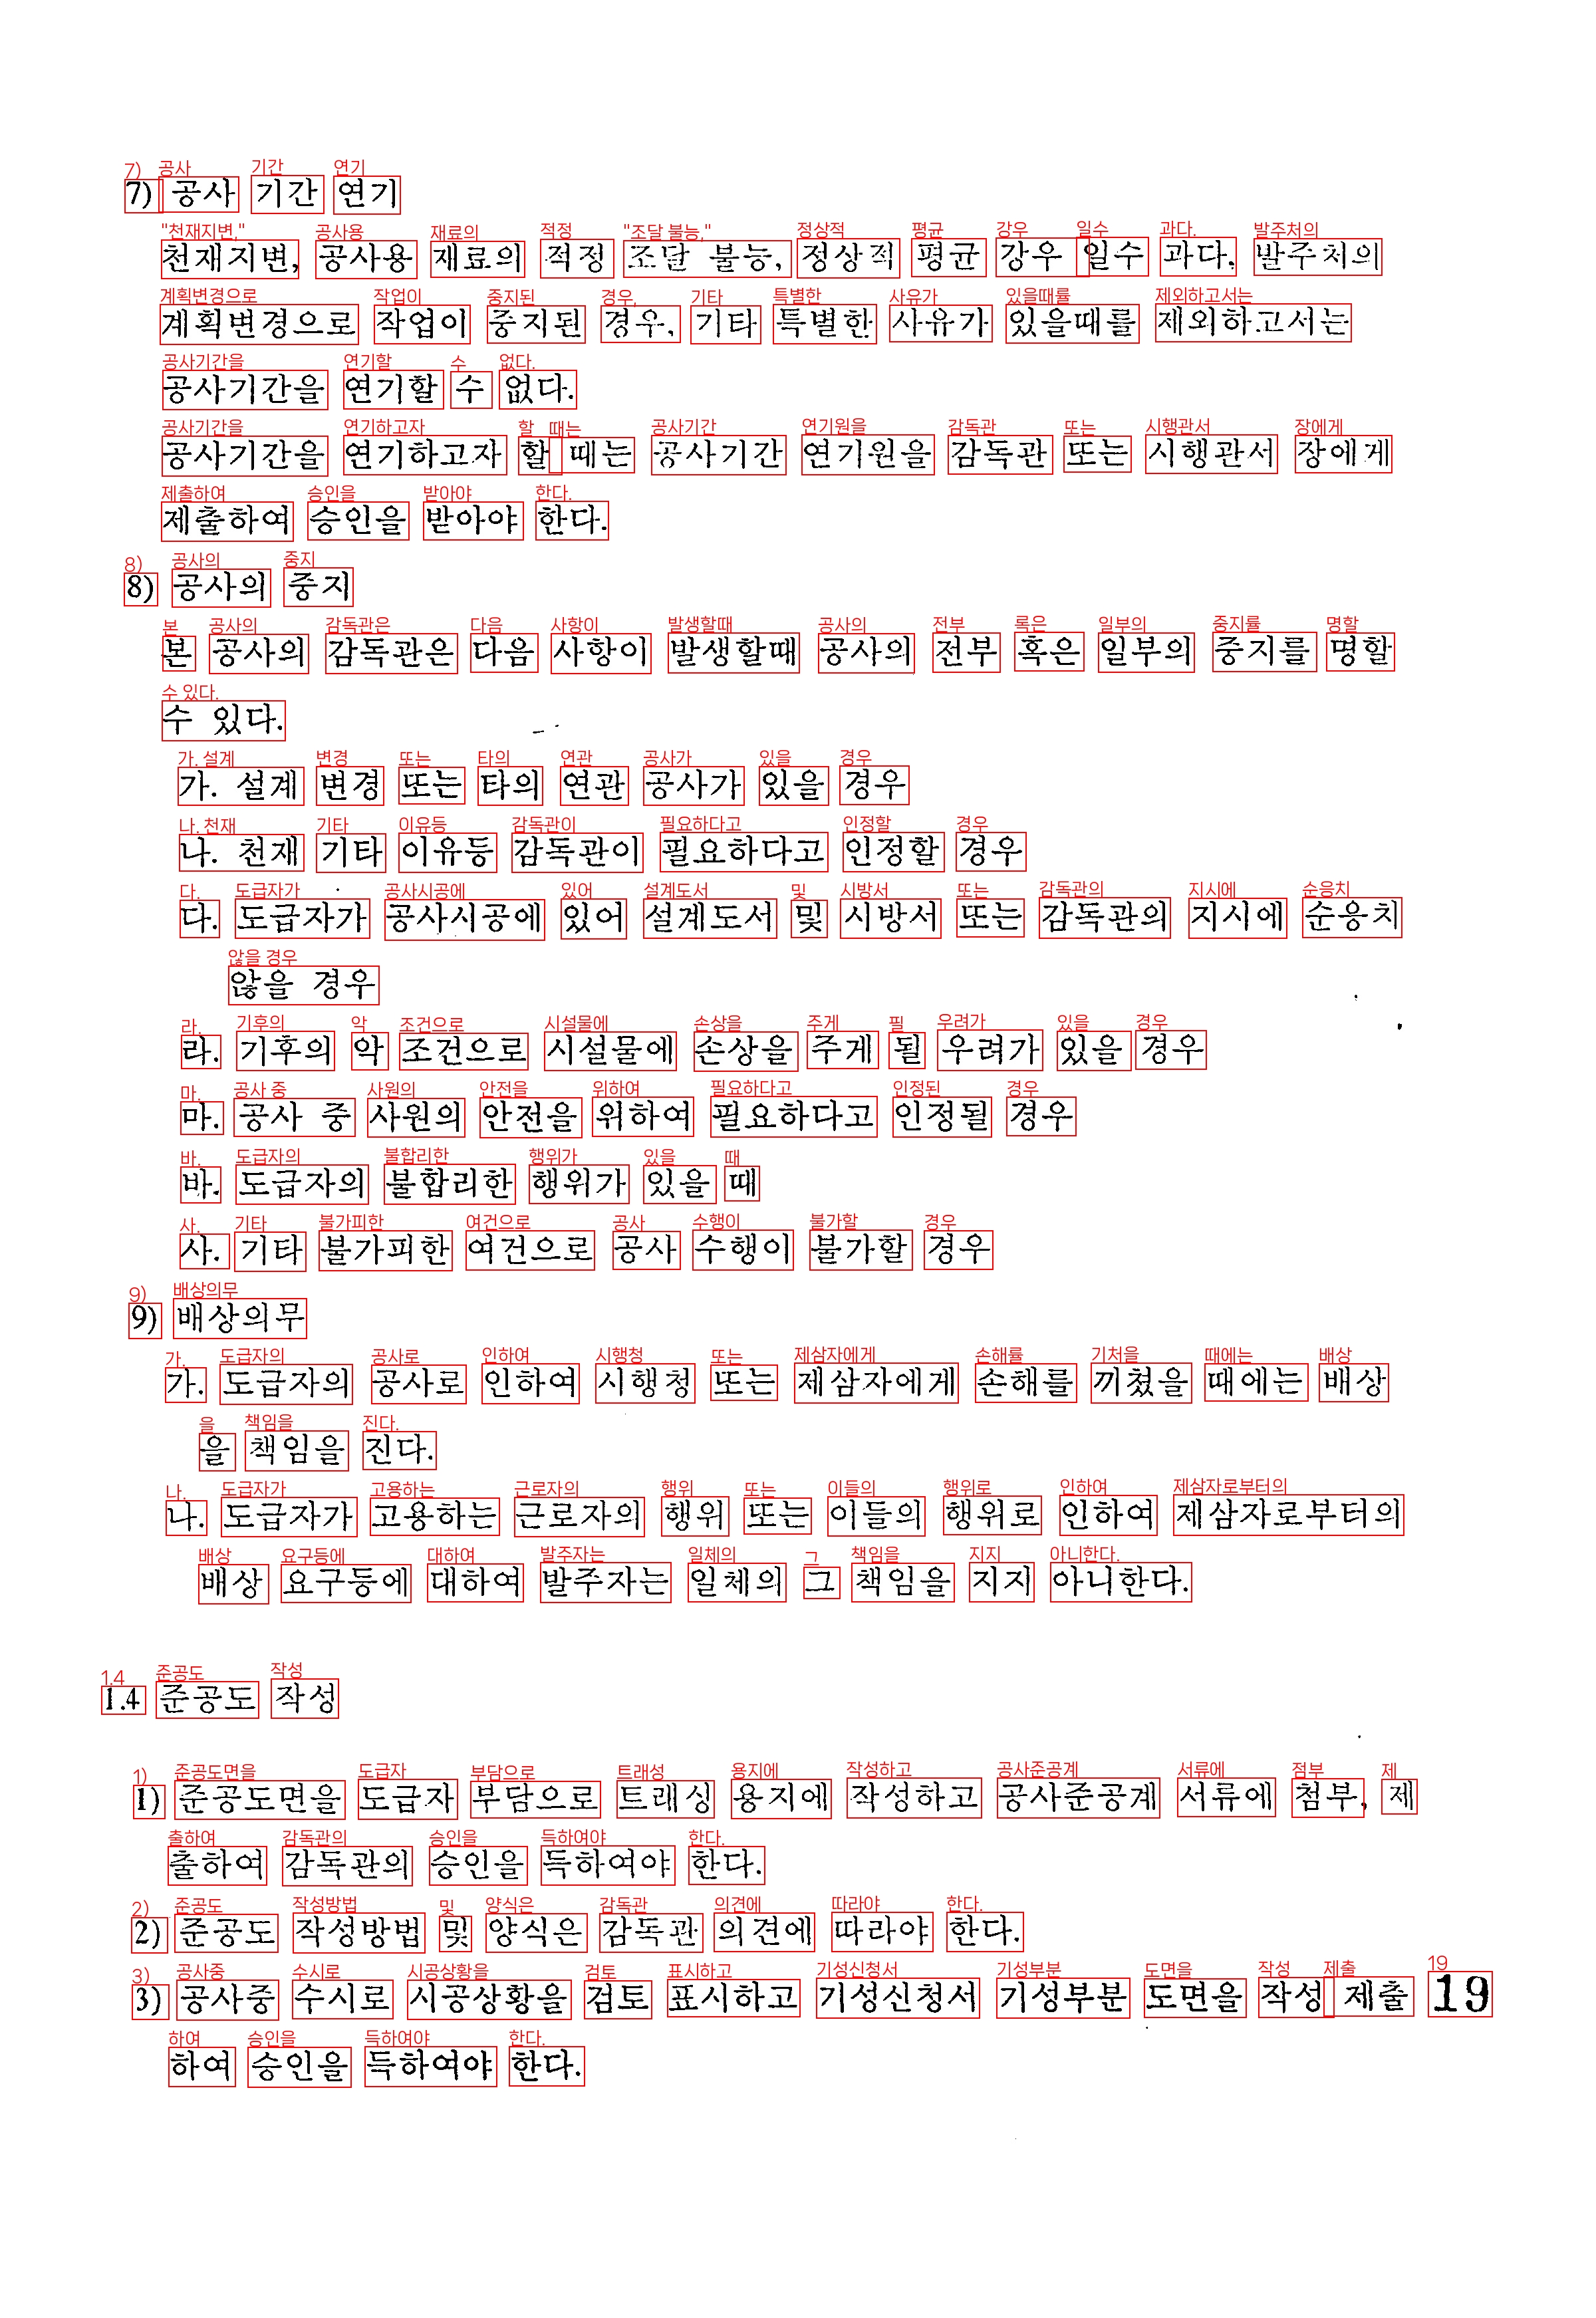 7) 공사 기간 연기
천재지변, 공사용 재료의 적정 조달 불능, 정상적 평균 강우 일수 과다, 발주처의
계획변경으로 작업이 중지된 경우, 기타 특별한 사유가 있을때를 제외하고서는
공사기간을 연기할 수 없다.
공사기간을 연기하고자 할 때는 공사기간 연기원을 감독관 또는 시행관서 장에게
제출하여 승인을 받아야 한다.
8) 공사의 중지
본 공사의 감독관은 다음 사항이 발생할때 공사의 전부 혹은 일부의 중지를 명할
수 있다.
가. 설계 변경 또는 타의 연관 공사가 있을 경우
나. 천재 기타 이유등 감독관이 필요하다고 인정할 경우
다. 도급자가 공사시공에 있어 설계도서 및 시방서 또는 감독관의 지시에 순응치
않을 경우
라. 기후의 악 조건으로 시설물에 손상을 주게 될 우려가 있을 경우
마. 공사 중 사원의 안전을 위하여 필요하다고 인정될 경우
바. 도급자의 불합리한 행위가 있을 때
사. 기타 불가피한 여건으로 공사 수행이 불가할 경우
9) 배상의무
가. 도급자의 공사로 인하여 시행청 또는 제삼자에게 손해를 끼쳤을 때에는 배상
을 책임을 진다.
나. 도급자가 고용하는 근로자의 행위 또는 이들의 행위로 인하여 제삼자로부터의
배상 요구등에 대하여 발주자는 일체의 그 책임을 지지 아니한다.
1.4 준공도 작성
1) 준공도면을 도급자 부담으로 트래싱 용지에 작성하고 공사준공계 서류에 첨부, 제
출하여 감독관의 승인을 득하여야 한다.
2) 준공도 작성방법 및 양식은 감독관 의견에 따라야 한다.
3) 공사중 수시로 시공상황을 검토 표시하고 기성신청서 기성부분 도면을 작성 제출 19
하여 승인을 득하여야 한다.